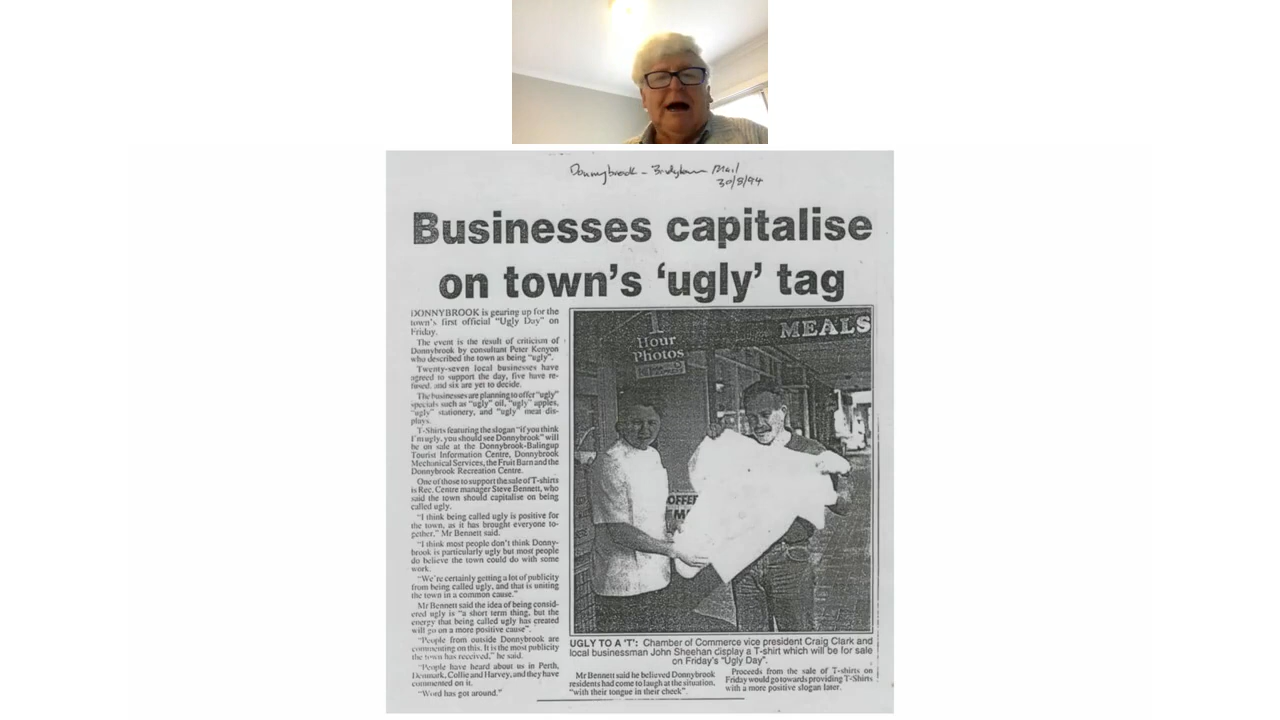 Donnybrook - Bridgetown Mail
30/8/94
Businesses capitalise
on town's 'ugly' tag
DONNYBROOK is gearing up for the
town's first official "Ugly Day" on
Friday.
The event is the result of criticism of
Donnybrook by consultant Peter Kenyon
who described the town as being "ugly".
Twenty-seven local businesses have
agreed to support the day, five have re-
fused, and six are yet to decide.
The businesses are planning to offer "ugly"
specials such as "ugly" oil, "ugly" apples,
"ugly" stationery, and "ugly" meat dis-
plays.
T-Shirts featuring the slogan "if you think
I'm ugly, you should see Donnybrook" will
be on sale at the Donnybrook-Balingup
Tourist Information Centre, Donnybrook
Mechanical Services, the Fruit Barn and the
Donnybrook Recreation Centre.
One of those to support the sale of T-shirts
is Rec. Centre manager Steve Bennett, who
said the town should capitalise on being
called ugly.
"I think being called ugly is positive for
the town, as it has brought everyone to-
gether," Mr Bennett said.
"I think most people don't think Donny-
brook is particularly ugly but most people
do believe the town could do with some
work.
"We're certainly getting a lot of publicity
from being called ugly, and that is uniting
the town in a common cause."
Mr Bennett said the idea of being consid-
ered ugly is "a short term thing, but the
energy that being called ugly has created
will go on a more positive cause".
"People from outside Donnybrook are
commenting on this. It is the most publicity
the town has received," he said.
"People have heard about us in Perth,
Denmark, Collie and Harvey, and they have
commented on it.
"Word has got around."
1
Hour
Photos
MEALS
OFFEE
UGLY TO A 'T': Chamber of Commerce vice president Craig Clark and
local businessman John Sheehan display a T-shirt which will be for sale
on Friday's "Ugly Day".
Mr Bennett said he believed Donnybrook
residents had come to laugh at the situation,
"with their tongue in their cheek".
Proceeds from the sale of T-shirts on
Friday would go towards providing T-Shirts
with a more positive slogan later.